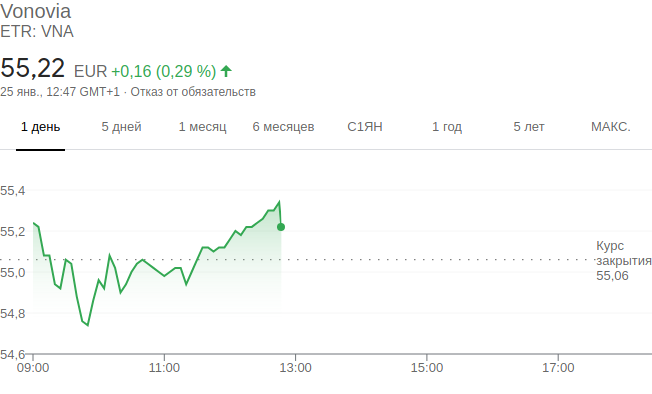 Vonovia
ETR: VNA
55,22 EUR +0,16 (0,29 %)
25 янв., 12:47 GMT+1 · Отказ от обязательств
1 день 5 дней 1 месяц 6 месяцев С1ЯН 1 год 5 лет МАКС.
55,4
55,2
Курс
закрытия
55,06
55,0
54,8
54,6
09:00 11:00 13:00 15:00 17:00